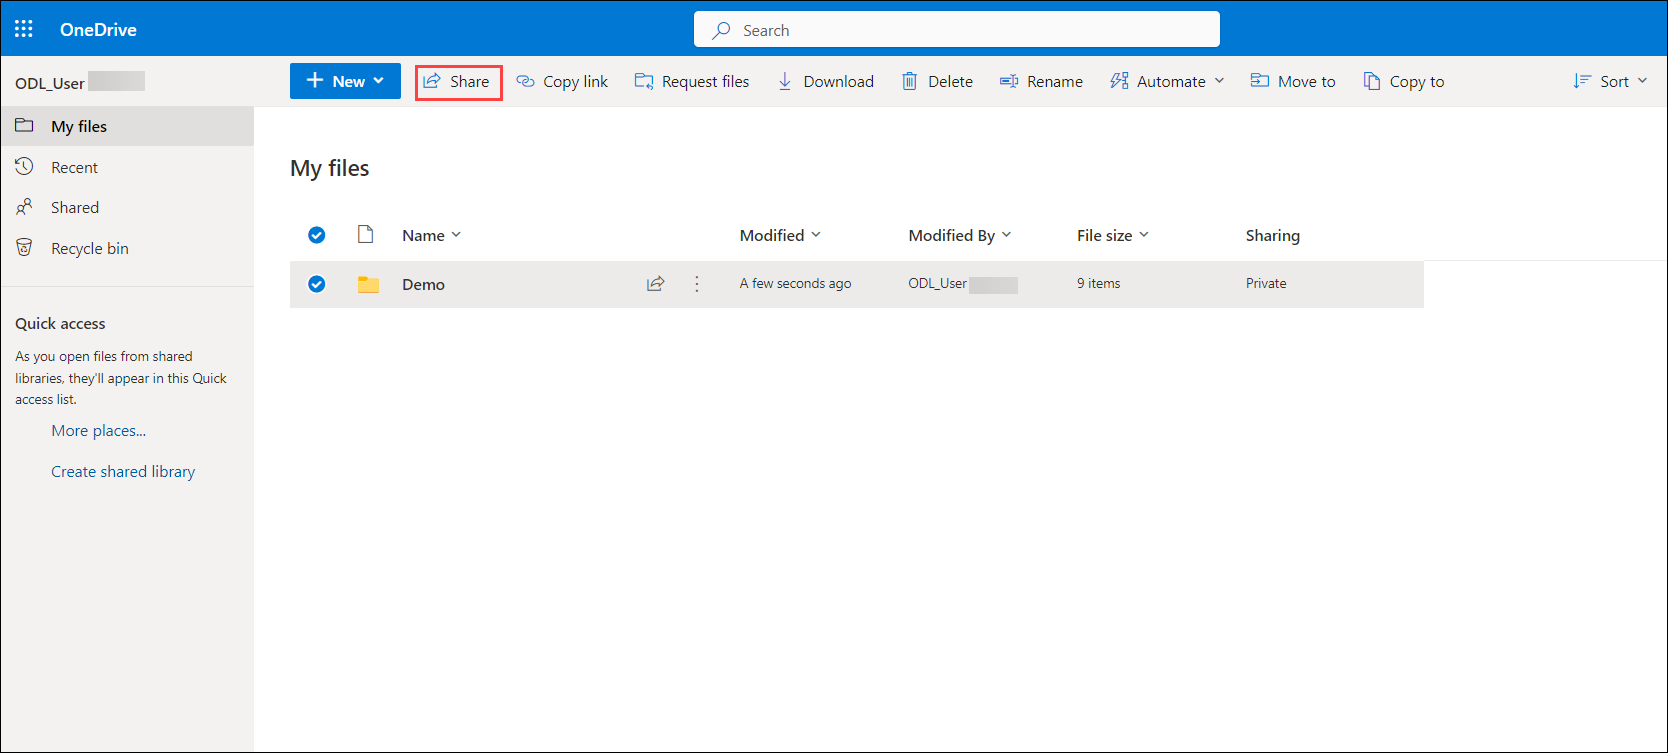 OneDrive
Search
ODL_User
New
Share
Copy link
Request files
Download
Delete
Rename
Automate
Move to
Copy to
Sort
My files
Recent
Shared
Recycle bin
Quick access
As you open files from shared
libraries, they'll appear in this Quick
access list.
More places...
Create shared library
My files
Name
Modified
Modified By
File size
Sharing
Demo
A few seconds ago
ODL_User
9 items
Private